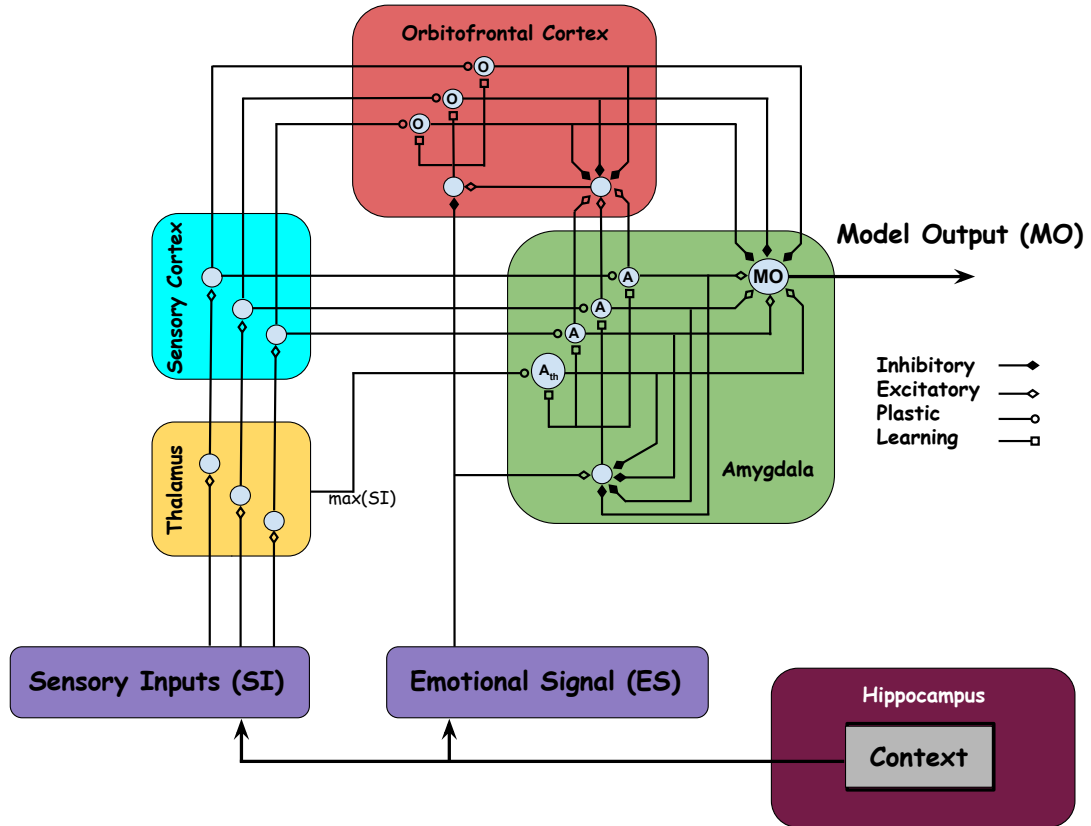 Orbitofrontal Cortex
O
O
O
Sensory Cortex
Model Output (MO)
A
MO
A
A
A th
Inhibitory
Excitatory
Plastic
Learning
Thalamus
max(SI)
Amygdala
Sensory Inputs (SI)
Emotional Signal (ES)
Hippocampus
Context